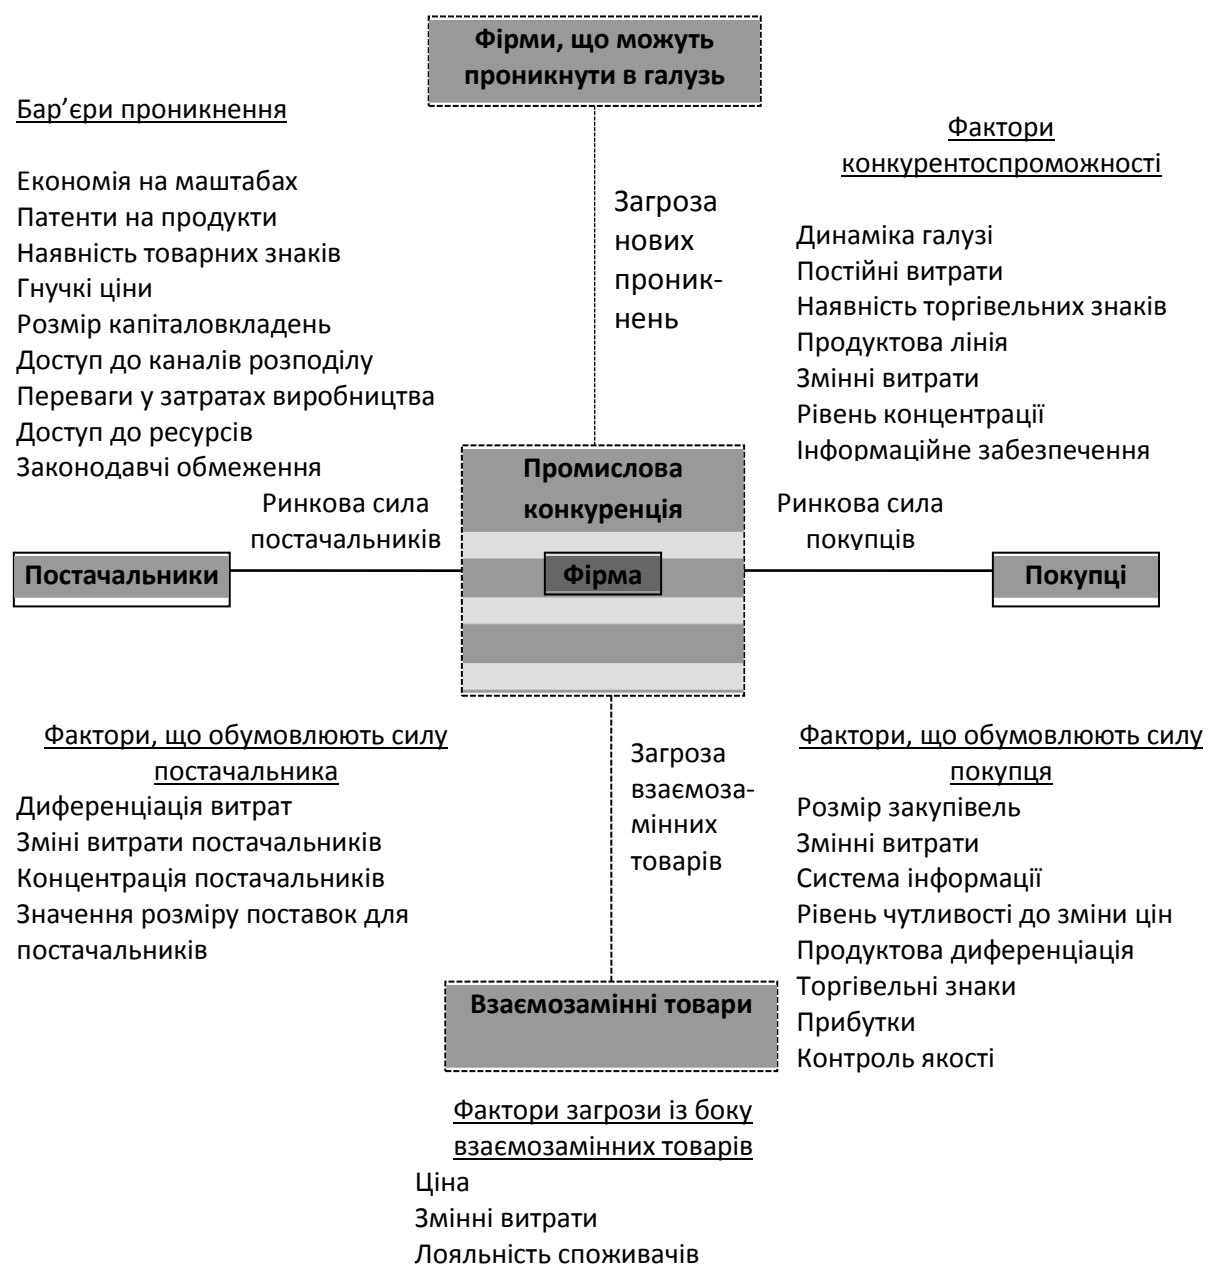 Фірми, що можуть
проникнути в галузь
Бар’єри проникнення
Економія на маштабах
Патенти на продукти
Наявність товарних знаків
Гнучкі ціни
Розмір капіталовкладень
Доступ до каналів розподілу
Переваги у затратах виробництва
Доступ до ресурсів
Законодавчі обмеження
Загроза
нових
проник-
нень
Фактори
конкурентоспроможності
Динаміка галузі
Постійні витрати
Наявність торгівельних знаків
Продуктова лінія
Змінні витрати
Рівень концентрації
Інформаційне забезпечення
Ринкова сила
постачальників
Промислова
конкуренція
Ринкова сила
покупців
Постачальники
Фірма
Покупці
Фактори, що обумовлюють силу
постачальника
Диференціація витрат
Зміні витрати постачальників
Концентрація постачальників
Значення розміру поставок для
постачальників
Загроза
взаємоза-
мінних
товарів
Фактори, що обумовлюють силу
покупця
Розмір закупівель
Змінні витрати
Система інформації
Рівень чутливості до зміни цін
Продуктова диференціація
Торгівельні знаки
Прибутки
Контроль якості
Взаємозамінні товари
Фактори загрози із боку
взаємозамінних товарів
Ціна
Змінні витрати
Лояльність споживачів